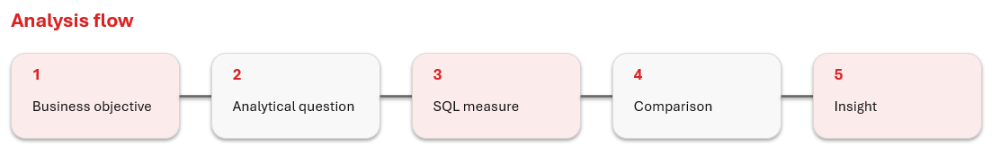 Analysis flow
1
Business objective
2
Analytical question
3
SQL measure
4
Comparison
5
Insight